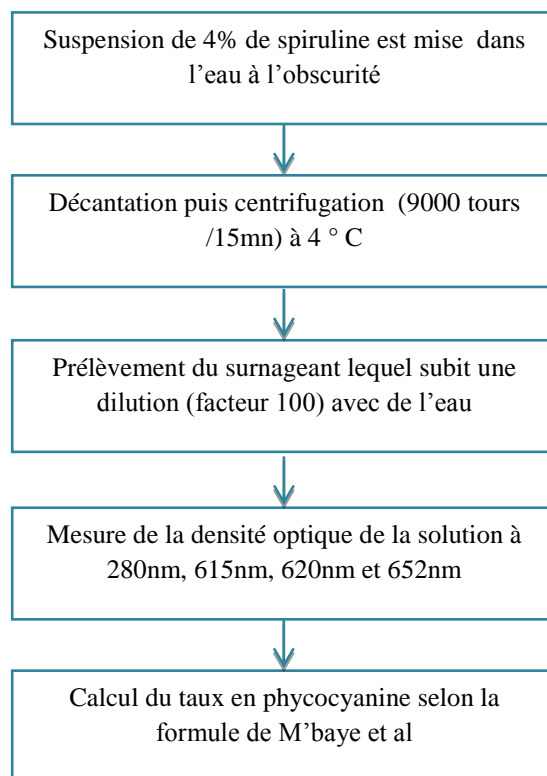 Suspension de 4% de spiruline est mise dans
l’eau à l’obscurité
Décantation puis centrifugation (9000 tours
/15mn) à 4 ° C
Prélèvement du surnageant lequel subit une
dilution (facteur 100) avec de l’eau
Mesure de la densité optique de la solution à
280nm, 615nm, 620nm et 652nm
Calcul du taux en phycocyanine selon la
formule de M’baye et al